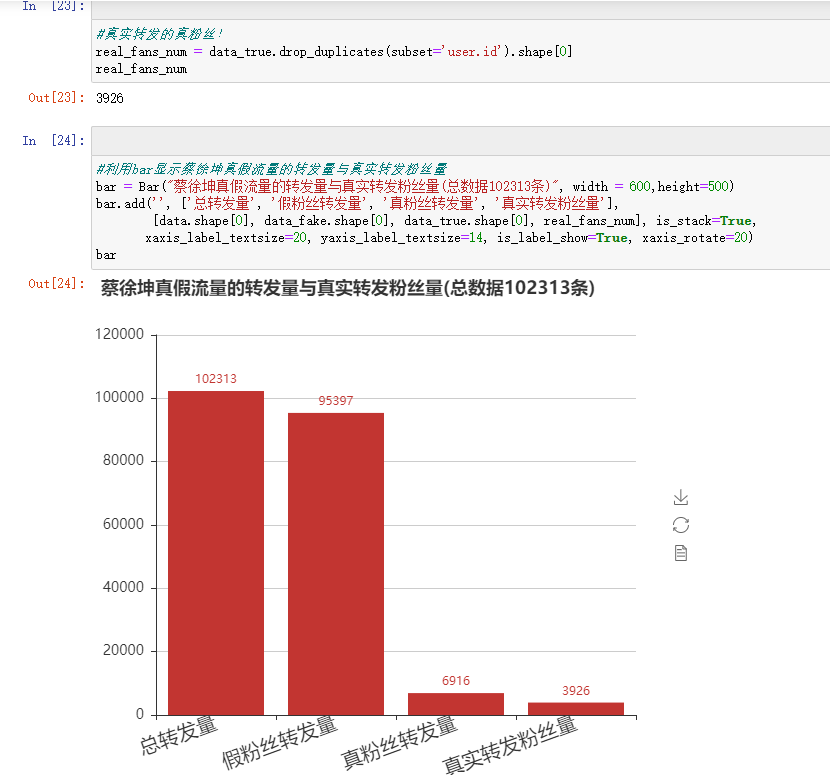 In [23]:
#真实转发的真粉丝!
real_fans_num = data_true.drop_duplicates(subset='user.id').shape[0]
real_fans_num
Out[23]: 3926
In [24]:
#利用bar显示蔡徐坤真假流量的转发量与真实转发粉丝量
bar = Bar("蔡徐坤真假流量的转发量与真实转发粉丝量(总数据102313条)", width = 600,height=500)
bar.add('', ['总转发量', '假粉丝转发量', '真粉丝转发量', '真实转发粉丝量'],
[data.shape[0], data_fake.shape[0], data_true.shape[0], real_fans_num], is_stack=True,
xaxis_label_textsize=20, yaxis_label_textsize=14, is_label_show=True, xaxis_rotate=20)
bar
Out[24]:
蔡徐坤真假流量的转发量与真实转发粉丝量(总数据102313条)
120000
100000
80000
60000
40000
20000
0
102313
95397
6916
3926
总转发量
假粉丝转发量
真粉丝转发量
真实转发粉丝量